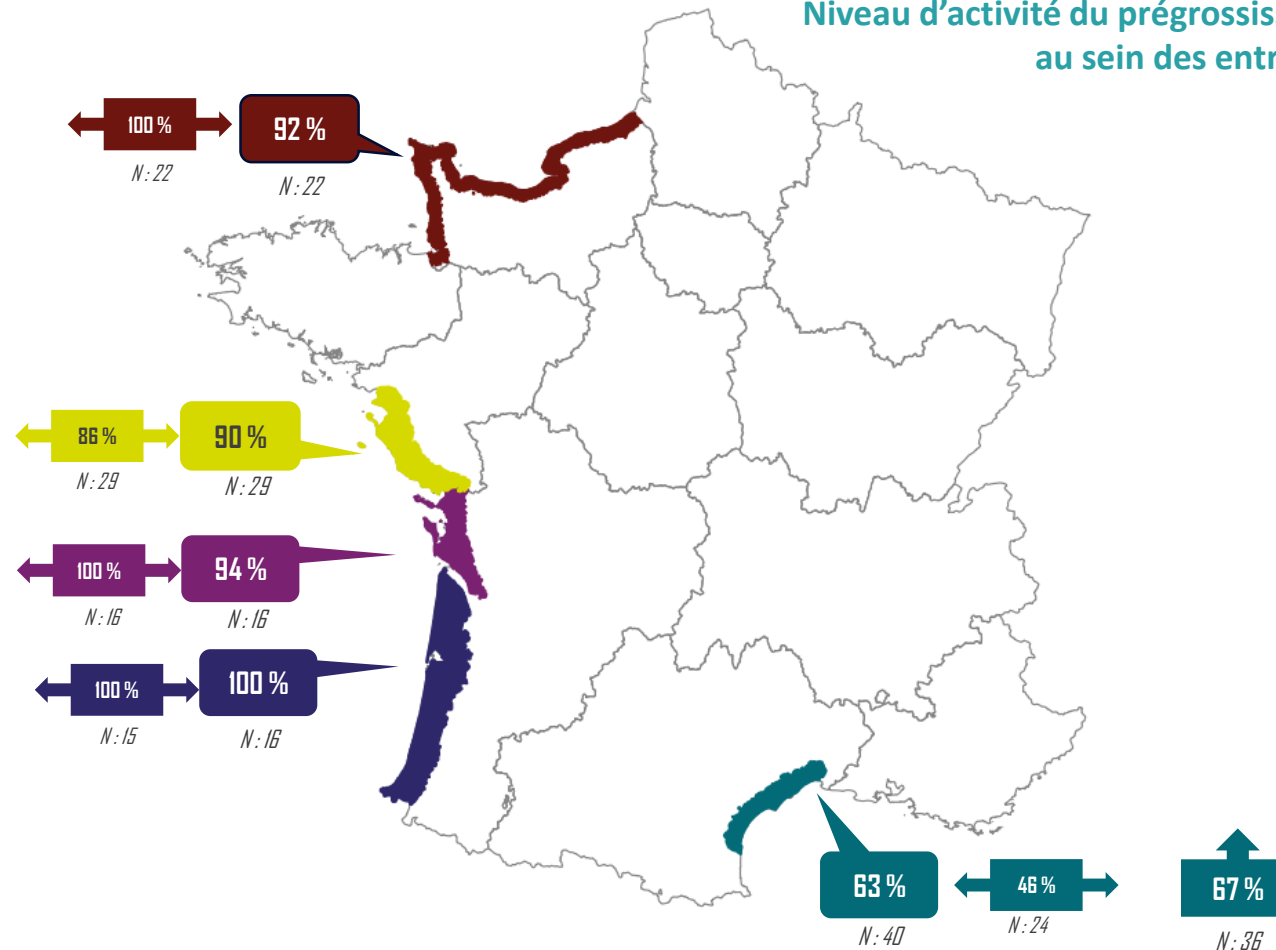 Niveau d'activité du prégrossis
au sein des entr
100 %
92 %
N : 22
N : 22
86 %
90 %
N : 29
N : 29
100 %
94 %
N : 16
N : 16
100 %
100 %
N : 15
N : 16
63 %
46 %
67 %
N : 40
N : 24
N : 36